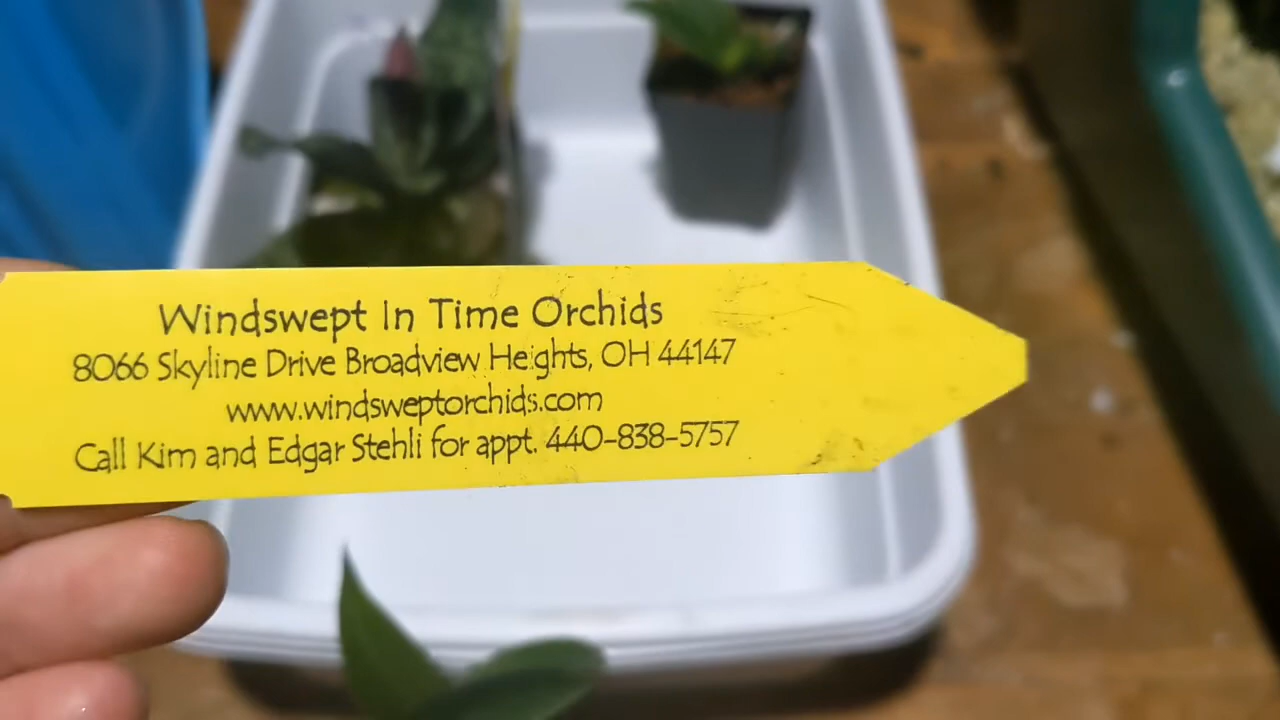 Windswept In Time Orchids
8066 Skyline Drive Broadview Heights, OH 44147
www.windsweptorchids.com
Call Kim and Edgar Stehli for appt. 440-838-5757